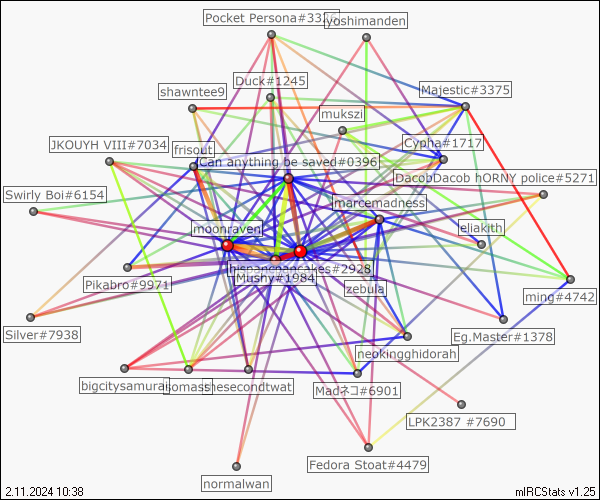 Pocket Persona#3326
yoshimanden
Duck#1245
Majestic#3375
shawntee9
mukszi
JKOUYH VIII#7034
frisout
Cypha#1717
Can anything be saved#0396
DacobDacob hORNY police#5271
Swirly Boi#6154
marcemadness
moonraven
eliakith
hispanicpancakes#2928
Mushy#1984
Pikabro#9971
zebula
ming#4742
Silver#7938
Eg.Master#1378
neokingghidorah
bigcitysamurai
somass
thesecondtwat
Madネコ#6901
LPK2387 #7690
Fedora Stoat#4479
normalwan
2.11.2024 10:38
mIRCStats v1.25